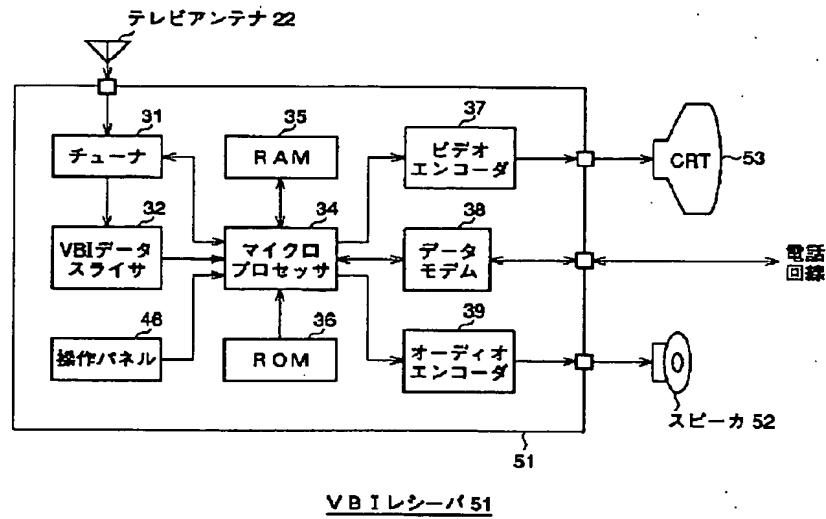 テレビアンテナ 22
31
チューナ
35
RAM
37
ビデオ
エンコーダ
CRT
53
32
VBIデータ
スライサ
34
マイクロ
プロセッサ
38
データ
モデム
電話
回線
46
操作パネル
36
ROM
39
オーディオ
エンコーダ
スピーカ 52
51
VBIレシーバ 51